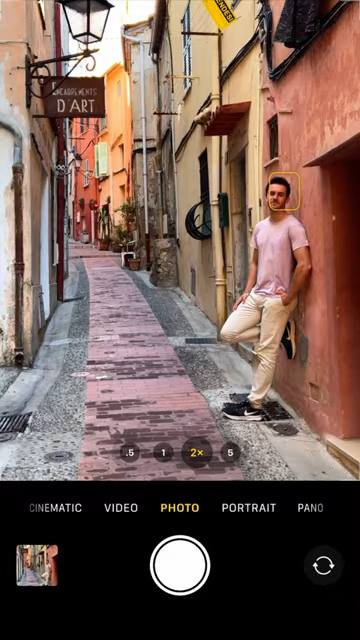 ENCADREMENTS
D'ART
.5
1
2×
5
CINEMATIC
VIDEO
PHOTO
PORTRAIT
PANO